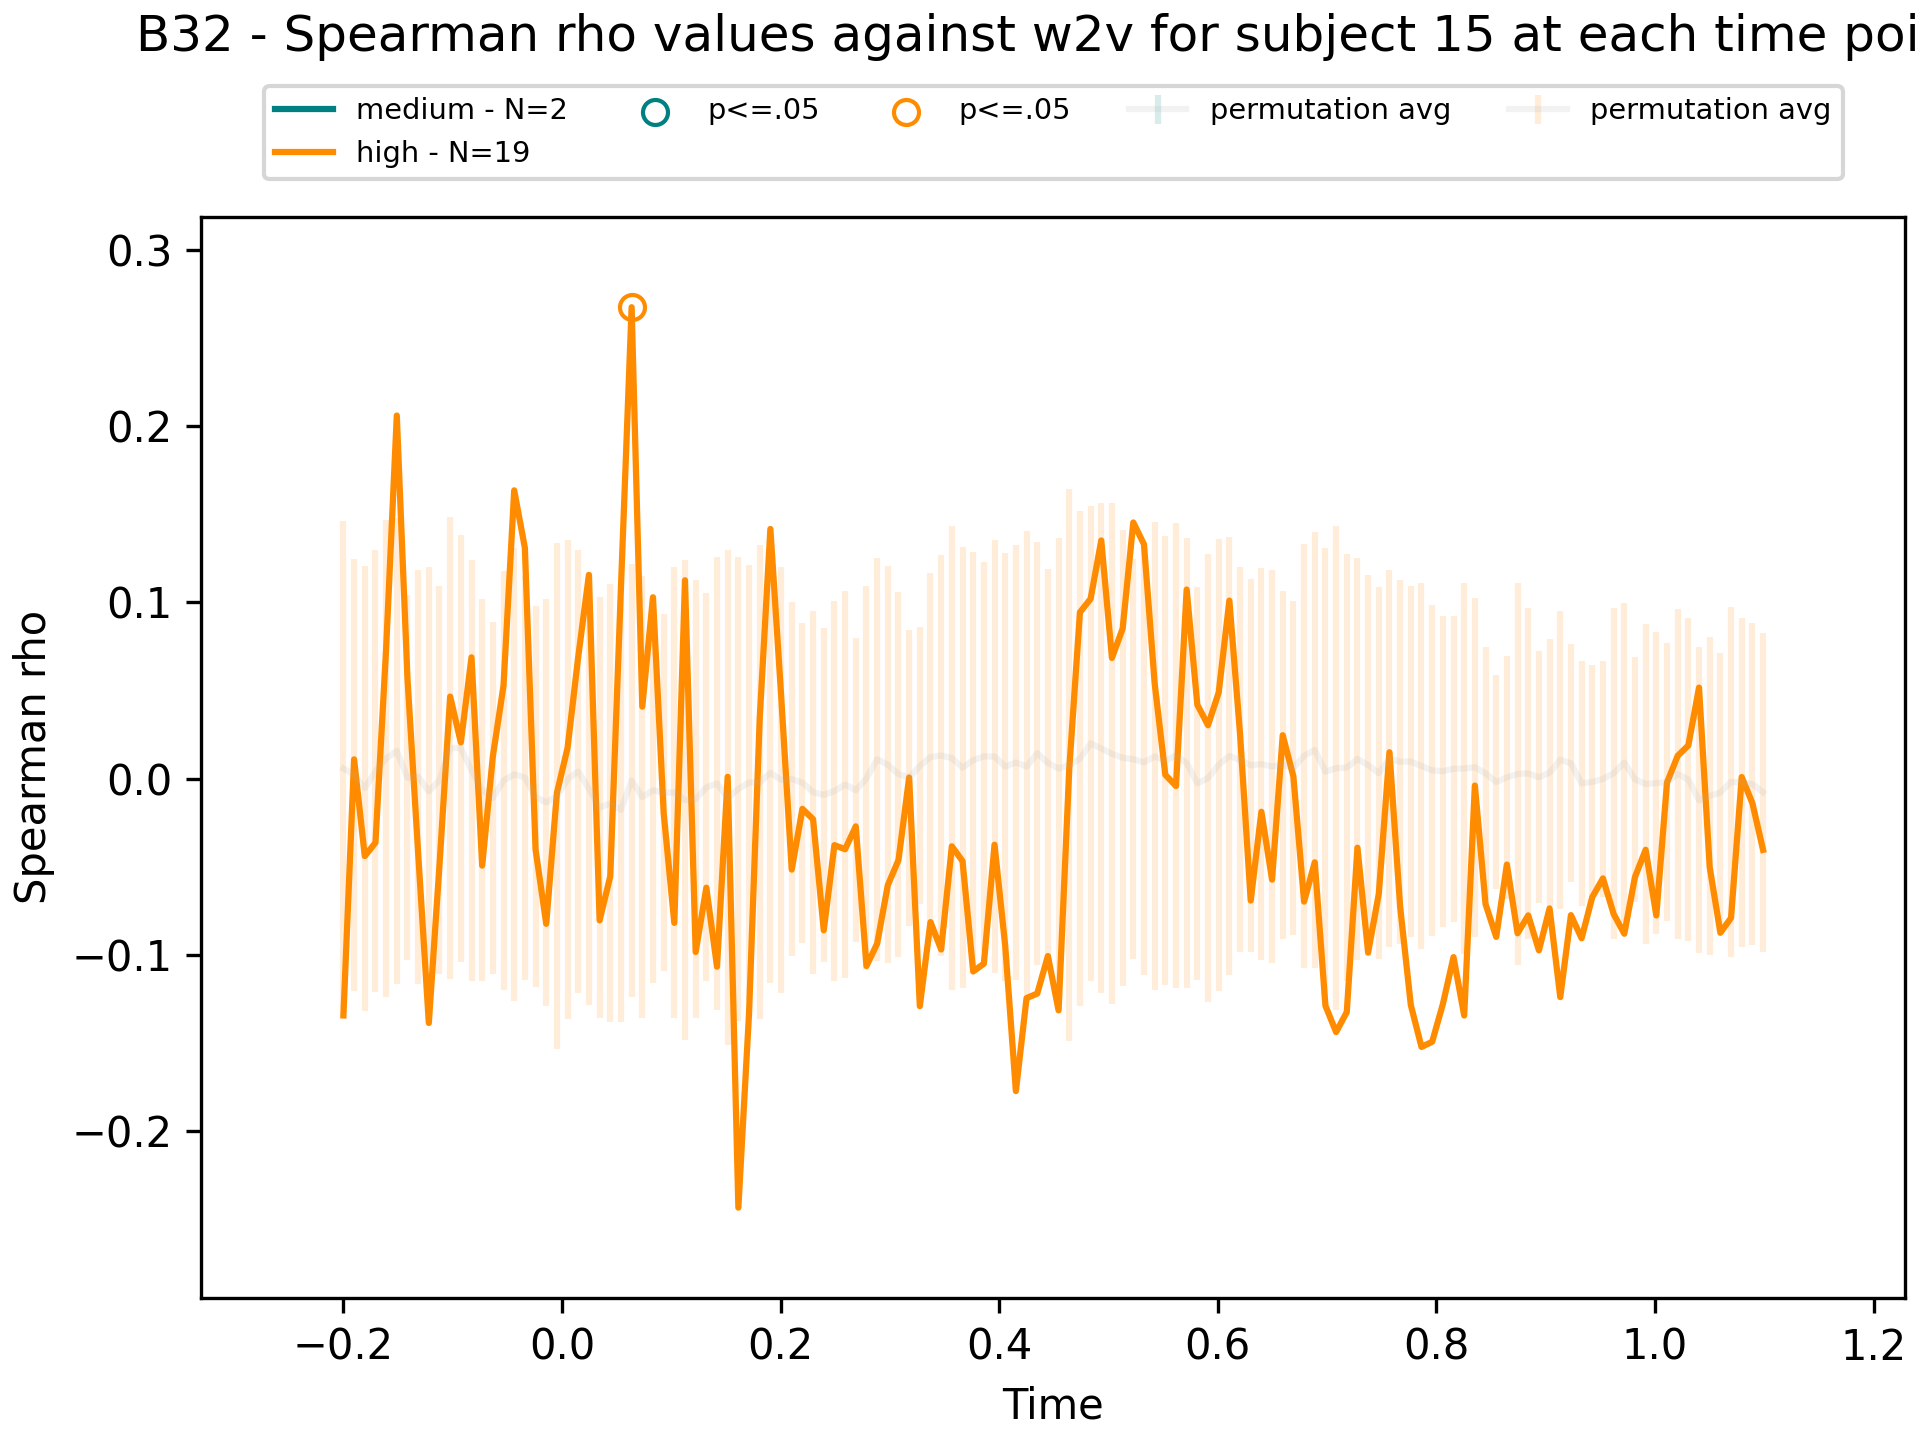 B32 - Spearman rho values against w2v for subject 15 at each time poi
medium - N=2 p<=.05 p<=.05 permutation avg permutation avg
high - N=19
0.3
0.2
0.1
0.0
−0.1
−0.2
Spearman rho
−0.2 0.0 0.2 0.4 0.6 0.8 1.0 1.2
Time